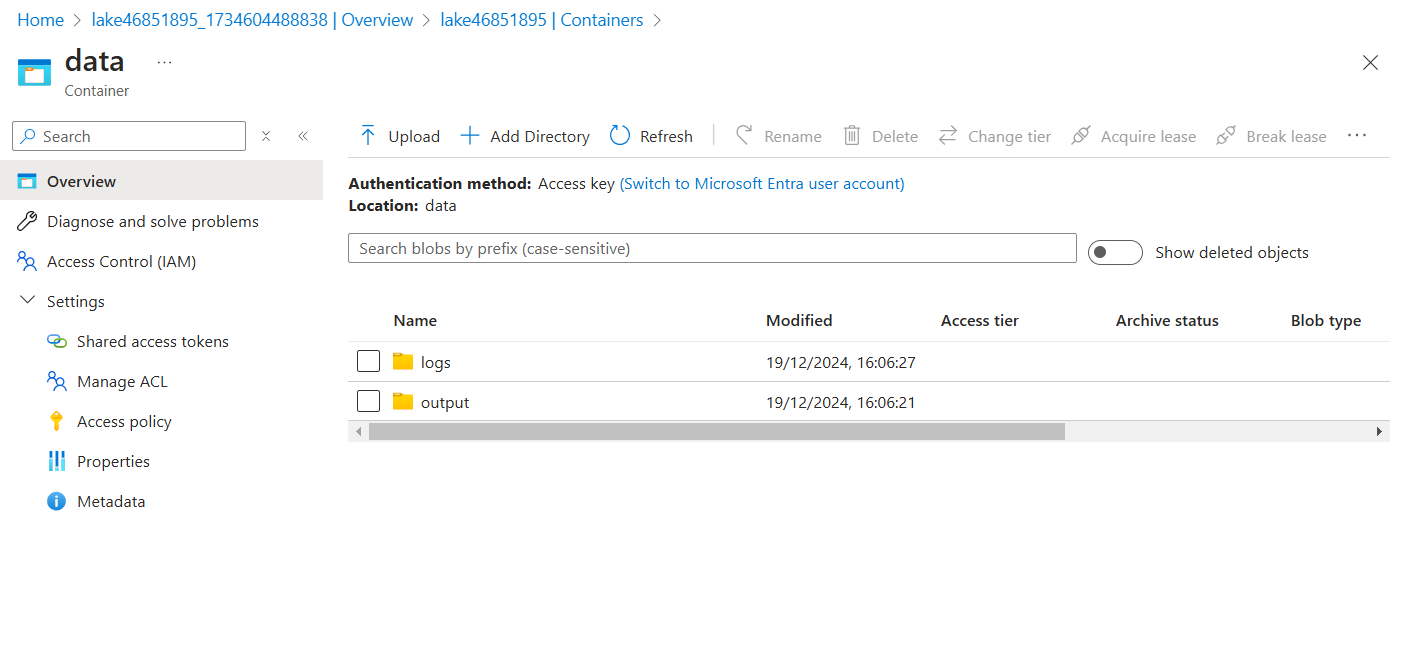 Home > lake46851895_1734604488838 | Overview > lake46851895 | Containers >
data ...
Container
Search
Overview
Diagnose and solve problems
Access Control (IAM)
Settings
Shared access tokens
Manage ACL
Access policy
Properties
Metadata
Upload Add Directory Refresh Rename Delete Change tier Acquire lease Break lease ...
Authentication method: Access key (Switch to Microsoft Entra user account)
Location: data
Search blobs by prefix (case-sensitive) Show deleted objects
Name Modified Access tier Archive status Blob type
logs 19/12/2024, 16:06:27
output 19/12/2024, 16:06:21